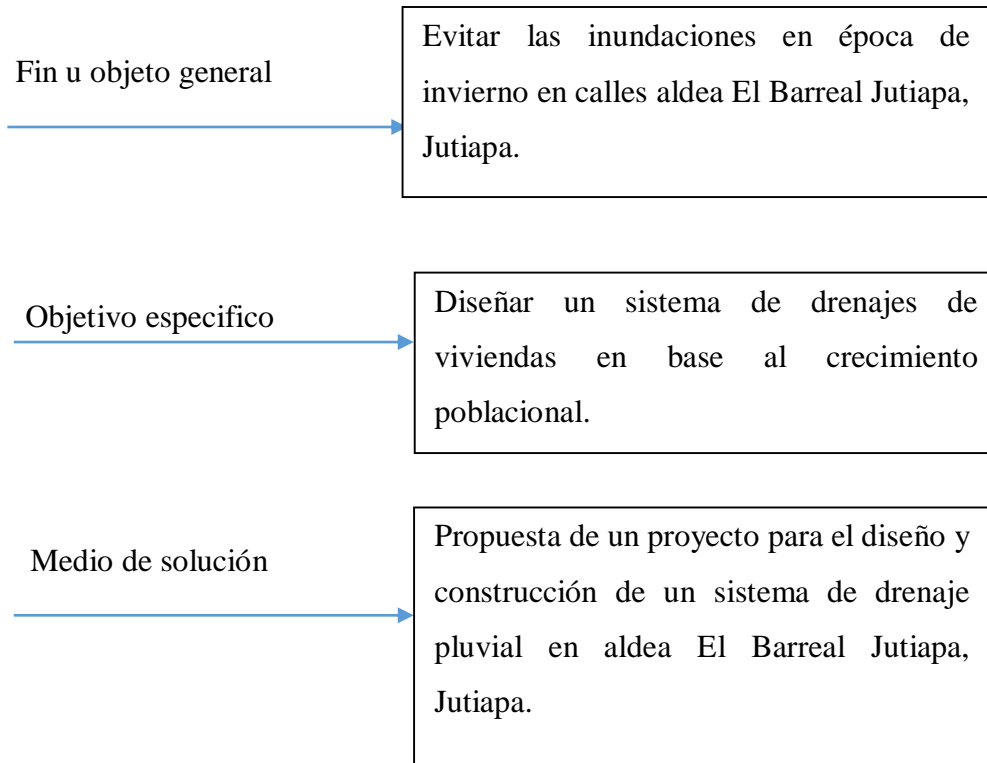 Fin u objeto general
Evitar las inundaciones en época de
invierno en calles aldea El Barreal Jutiapa,
Jutiapa.
Objetivo especifico
Diseñar un sistema de drenajes de
viviendas en base al crecimiento
poblacional.
Medio de solución
Propuesta de un proyecto para el diseño y
construcción de un sistema de drenaje
pluvial en aldea El Barreal Jutiapa,
Jutiapa.